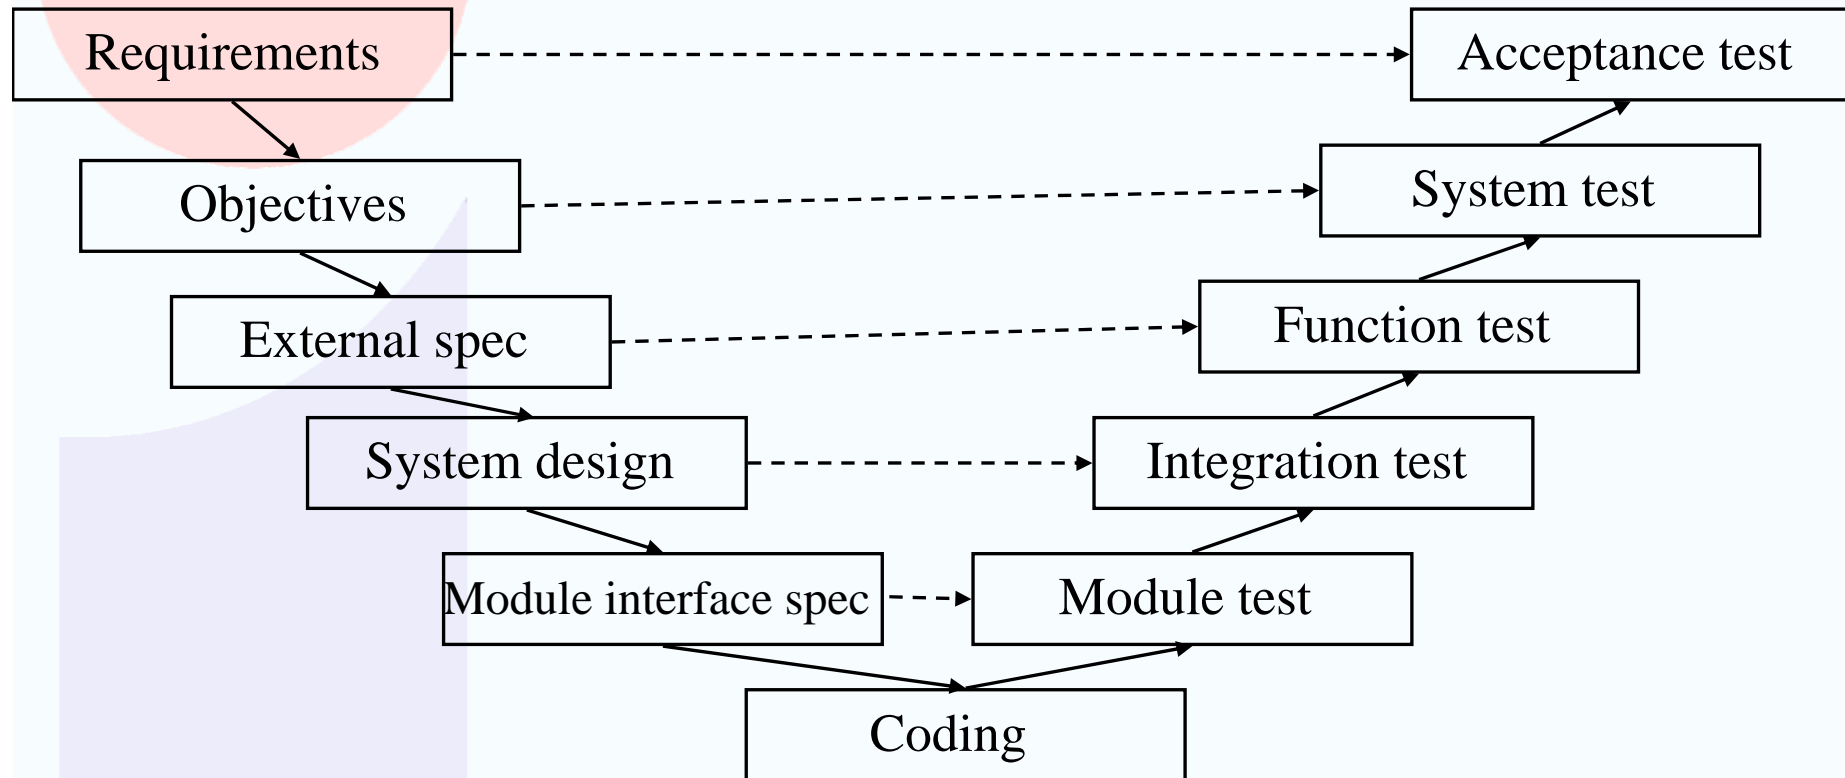 Requirements
Acceptance test
Objectives
System test
External spec
Function test
System design
Integration test
Module interface spec
Module test
Coding